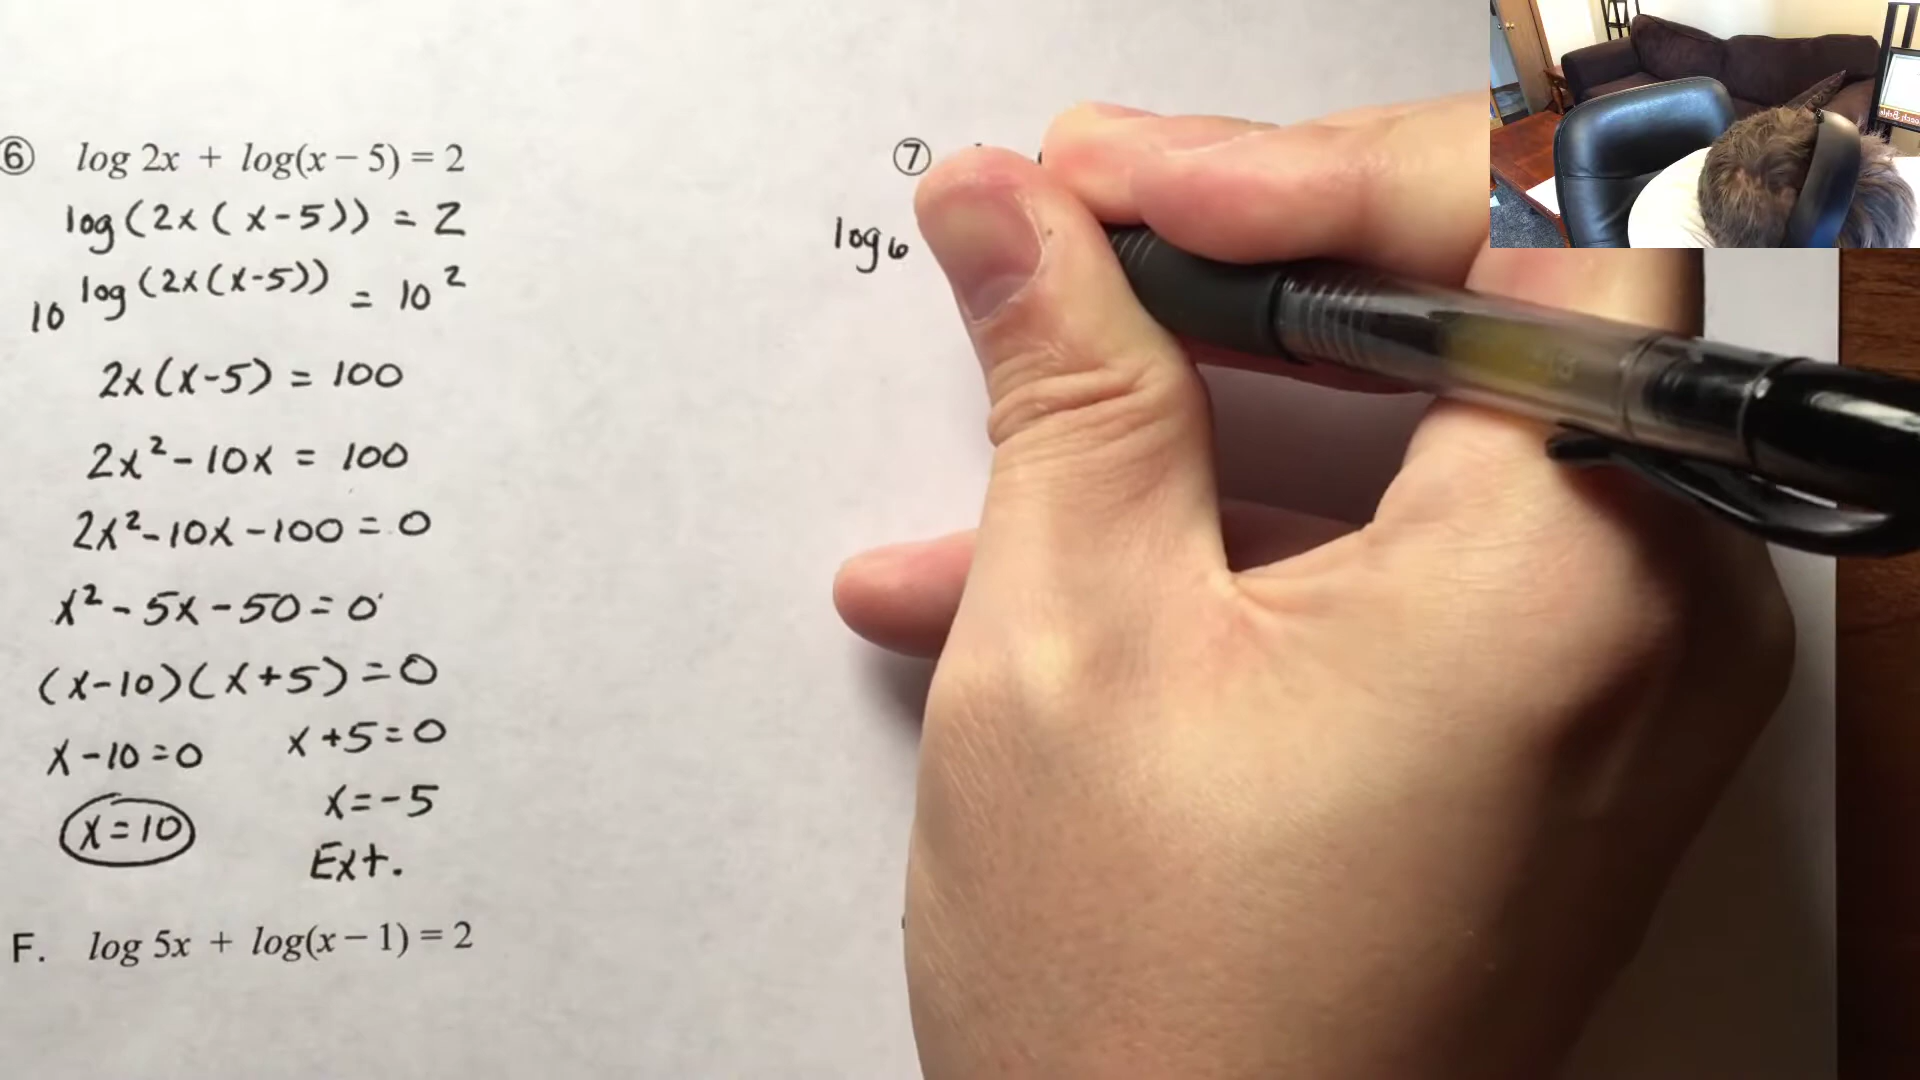 ⑥ log 2x + log(x − 5) = 2
log(2x(x-5)) = 2
10 log(2x(x-5)) = 10²
2x(x-5) = 100
2x² - 10x = 100
2x² - 10x - 100 = 0
x² - 5x - 50 = 0
(x-10)(x+5) = 0
x - 10 = 0 x + 5 = 0
x = 10 x = -5
Ext.
F. log 5x + log(x − 1) = 2
⑦
log₆